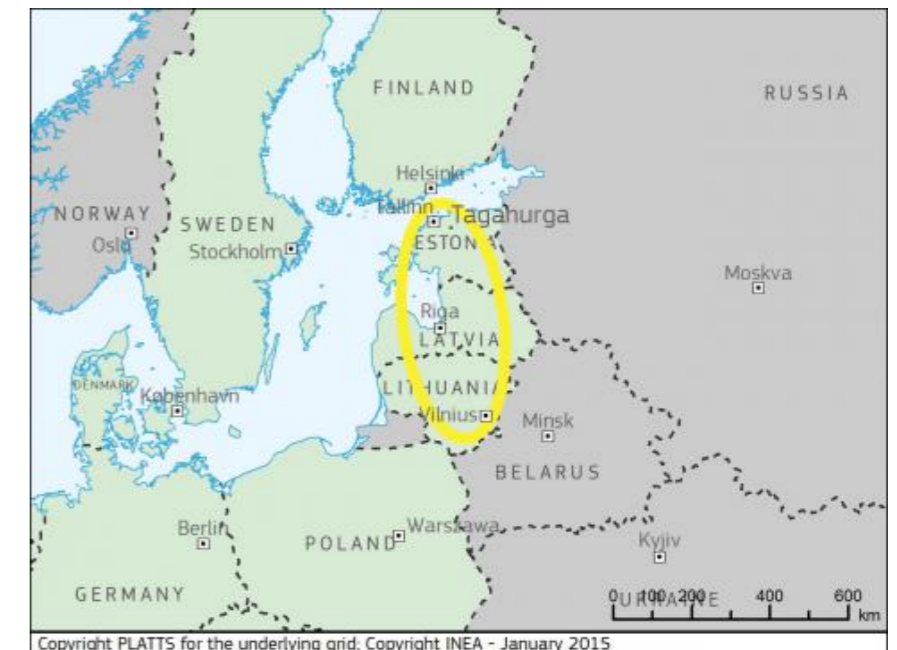 FINLAND
RUSSIA
Helsinki
Tallinn
Tagahurga
NORWAY
SWEDEN
Oslo
Stockholm
ESTONIA
Moskva
Riga
LATVIA
DENMARK
København
LITHUANIA
Vilnius
Minsk
BELARUS
Berlin
POLAND
Warszawa
Kyjiv
GERMANY
UKRAINE
0 100 200 400 600
km
Copyright PLATTS for the underlying grid; Copyright INEA - January 2015